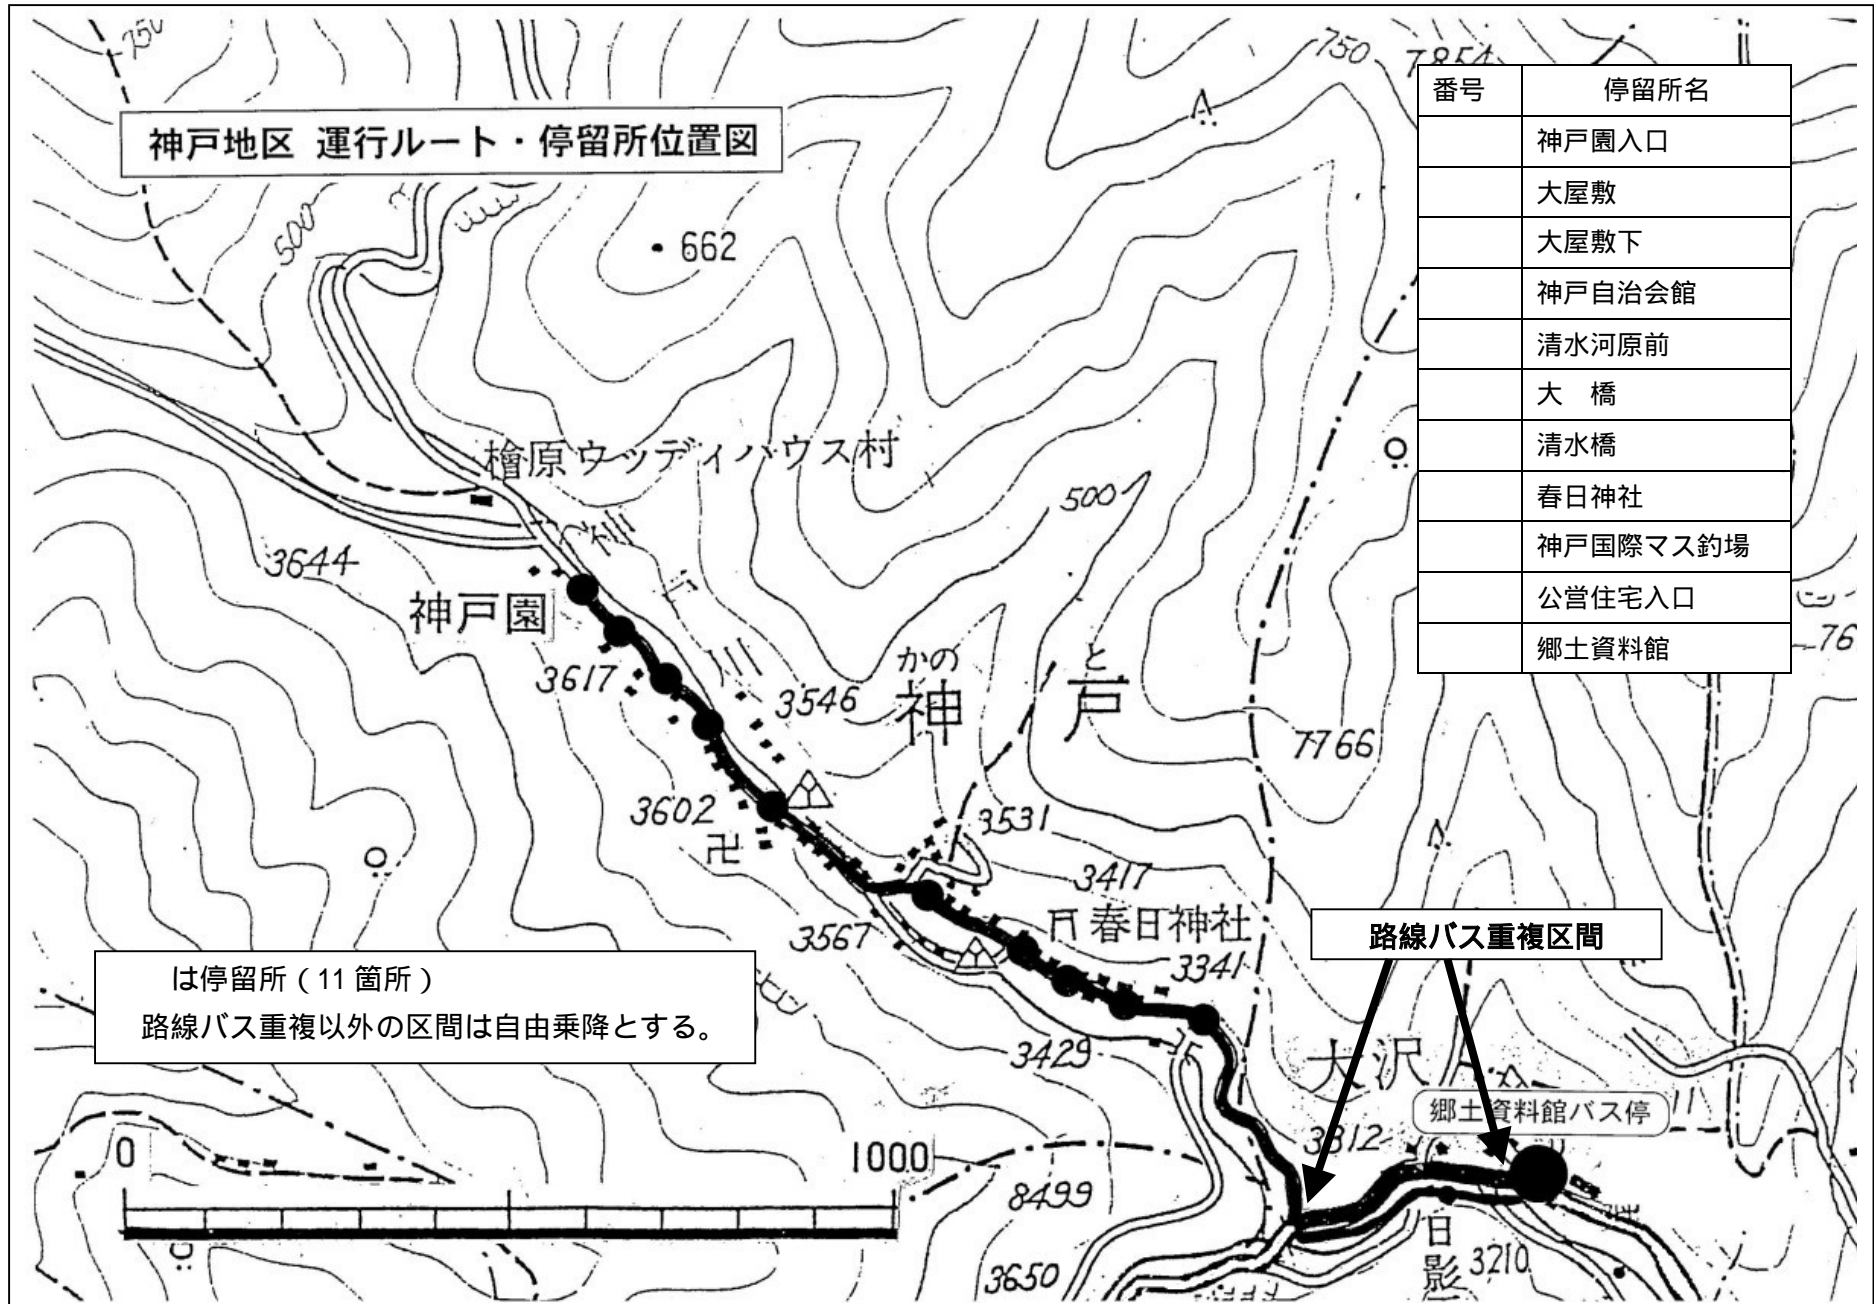 750
750
7854
神戸地区 運行ルート・停留所位置図
番号 停留所名
神戸園入口
大屋敷
大屋敷下
神戸自治会館
清水河原前
大 橋
清水橋
春日神社
神戸国際マス釣場
公営住宅入口
郷土資料館
500
662
檜原ウッディハウス村
500
3644
神戸園
3617
3546
かの と
神 戸
76
7766
3602
3531
3417
春日神社
3567
3341
路線バス重複区間
は停留所(11箇所)
路線バス重複以外の区間は自由乗降とする。
3429
大沢
郷土資料館バス停
3312
0
1000
8499
日影
3210
3650